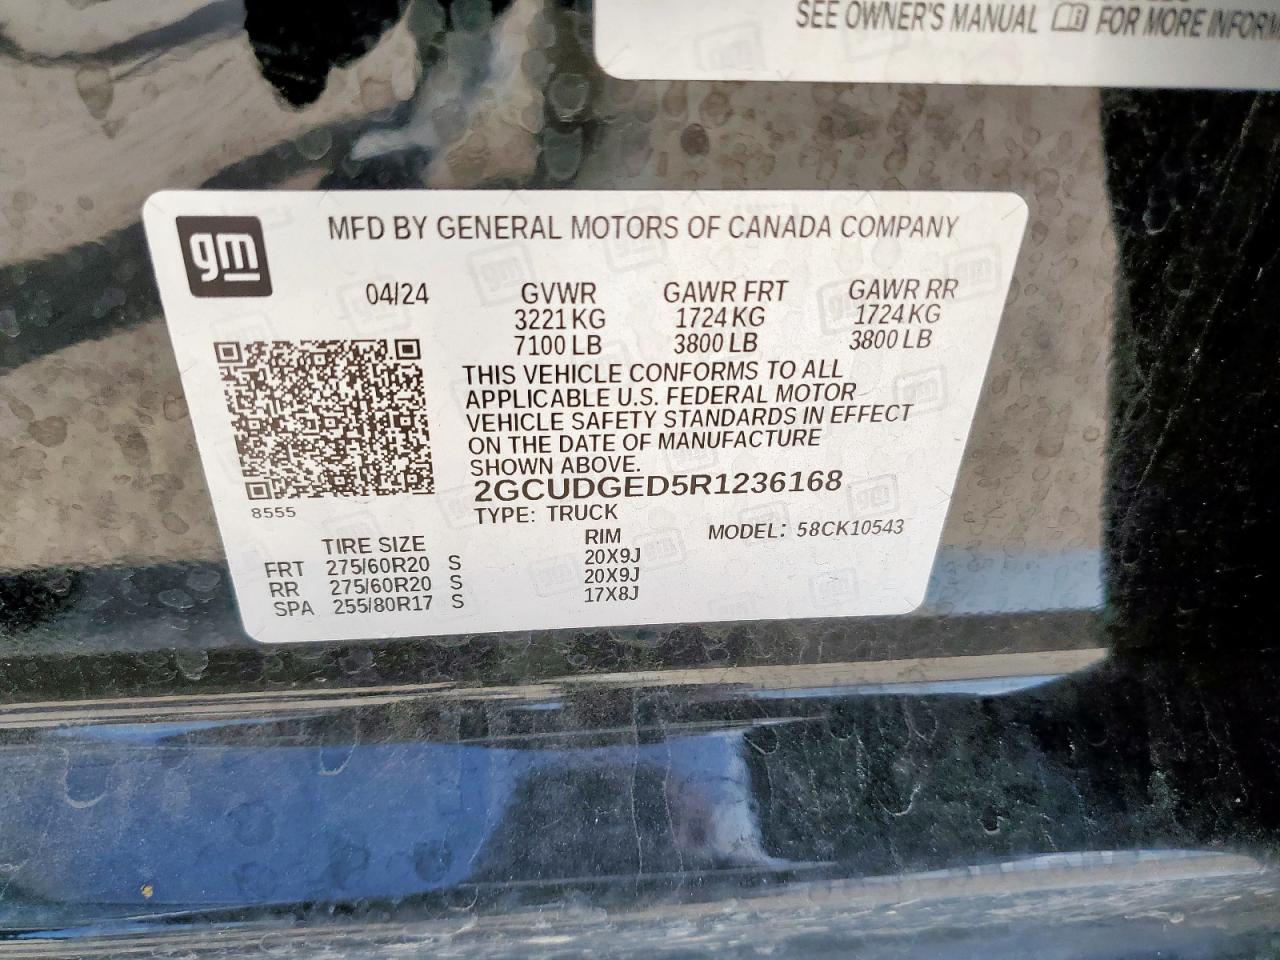 SEE OWNER'S MANUAL FOR MORE
gm
MFD BY GENERAL MOTORS OF CANADA COMPANY
04/24 GVWR GAWR FRT GAWR RR
3221 KG 1724 KG 1724 KG
7100 LB 3800 LB 3800 LB
THIS VEHICLE CONFORMS TO ALL
APPLICABLE U.S. FEDERAL MOTOR
VEHICLE SAFETY STANDARDS IN EFFECT
ON THE DATE OF MANUFACTURE
SHOWN ABOVE.
2GCUDGED5R1236168
8555
TYPE: TRUCK
MODEL: 58CK10543
TIRE SIZE RIM
FRT 275/60R20 S 20X9J
RR 275/60R20 S 20X9J
SPA 255/80R17 S 17X8J